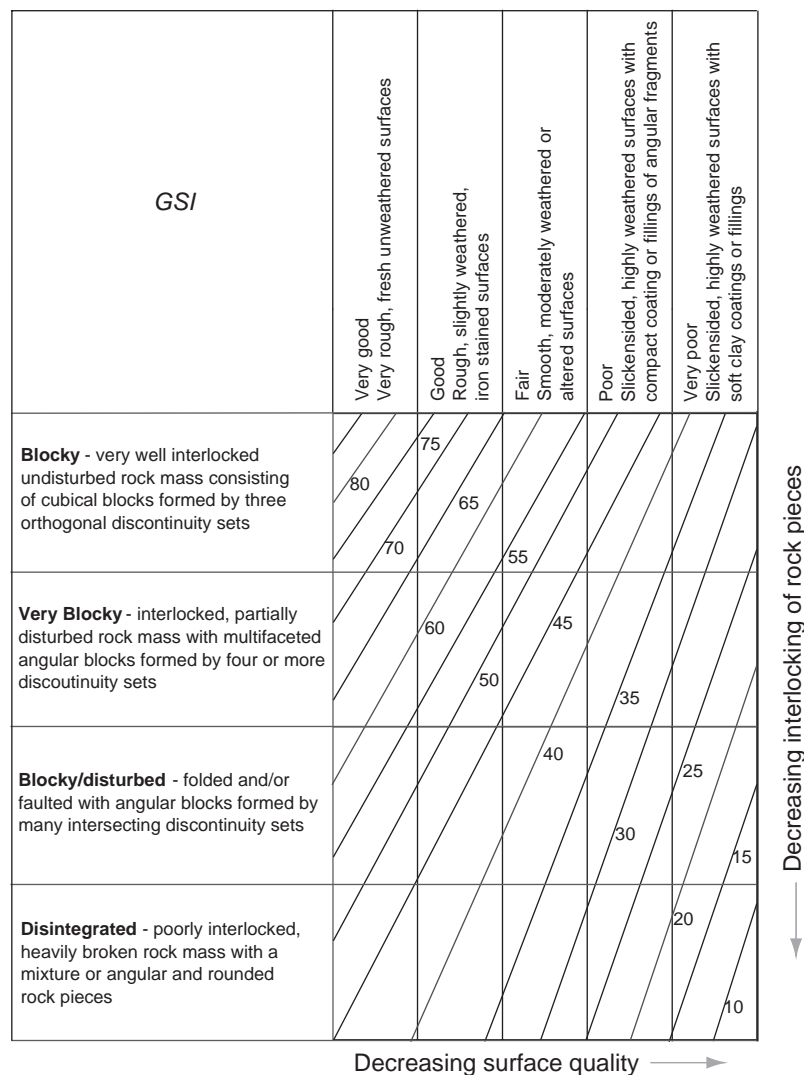 GSI
Very good
Very rough, fresh unweathered surfaces
Good
Rough, slightly weathered,
iron stained surfaces
Fair
Smooth, moderately weathered or
altered surfaces
Poor
Slickensided, highly weathered surfaces with
compact coating or fillings of angular fragments
Very poor
Slickensided, highly weathered surfaces with
soft clay coatings or fillings
Blocky - very well interlocked
undisturbed rock mass consisting
of cubical blocks formed by three
orthogonal discontinuity sets
75
80
65
70
55
Very Blocky - interlocked, partially
disturbed rock mass with multifaceted
angular blocks formed by four or more
discoutinuity sets
60
45
50
35
Blocky/disturbed - folded and/or
faulted with angular blocks formed by
many intersecting discontinuity sets
40
25
30
15
Disintegrated - poorly interlocked,
heavily broken rock mass with a
mixture or angular and rounded
rock pieces
20
10
Decreasing interlocking of rock pieces
Decreasing surface quality